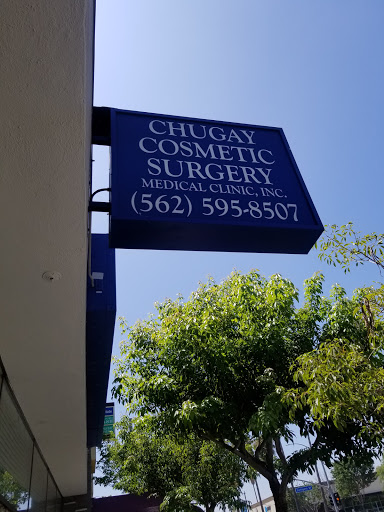 CHUGAY
COSMETIC
SURGERY
MEDICAL CLINIC, INC.
(562) 595-8507